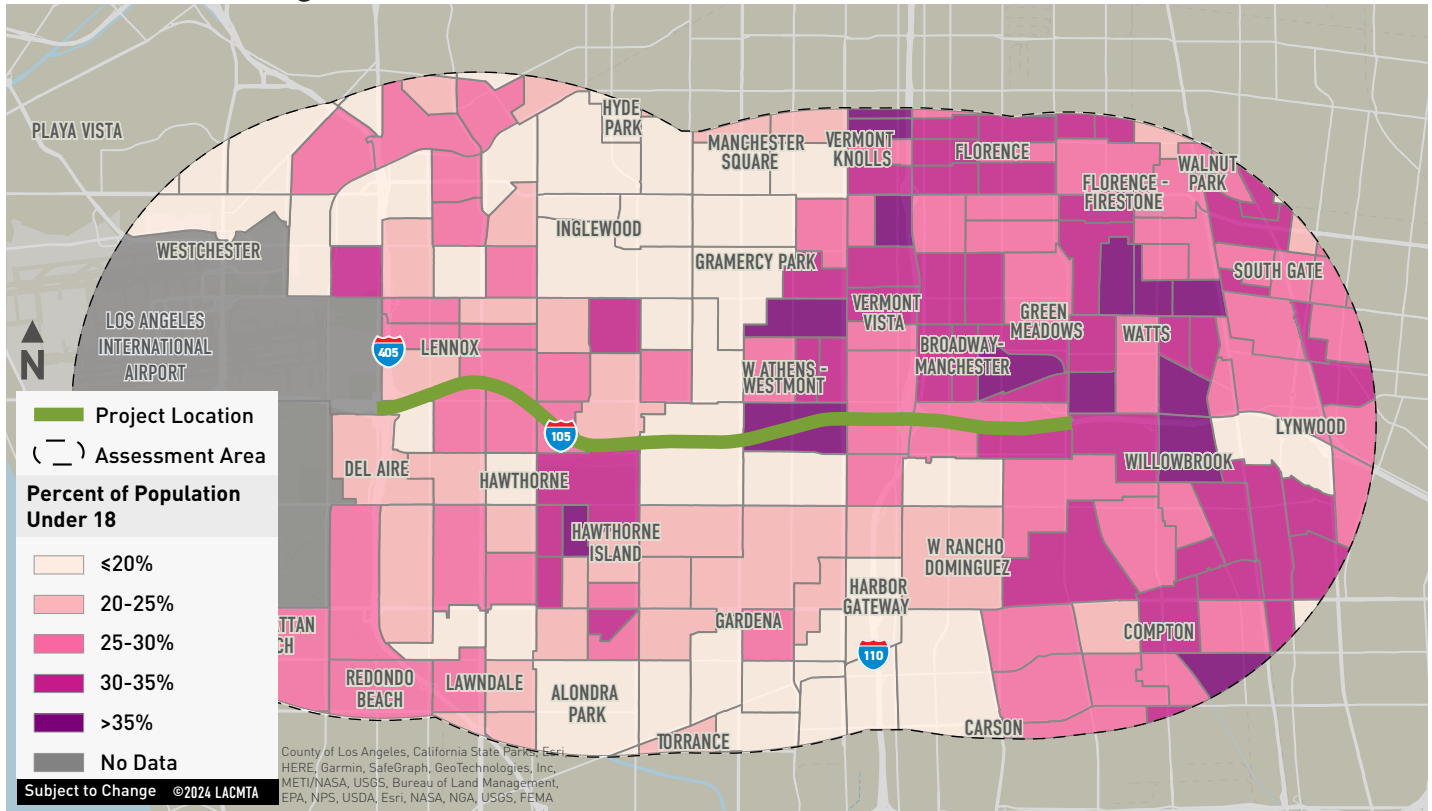 PLAYA VISTA
HYDE
PARK
MANCHESTER
SQUARE
VERMONT
KNOLLS
FLORENCE
WALNUT
PARK
FLORENCE -
FIRESTONE
WESTCHESTER
INGLEWOOD
GRAMERCY PARK
SOUTH GATE
LOS ANGELES
INTERNATIONAL
AIRPORT
N
405
LENNOX
VERMONT
VISTA
GREEN
MEADOWS
WATTS
BROADWAY-
MANCHESTER
W ATHENS -
WESTMONT
105
LYNWOOD
DEL AIRE
HAWTHORNE
WILLOWBROOK
HAWTHORNE
ISLAND
W RANCHO
DOMINGUEZ
HARBOR
GATEWAY
TTAN
CH
GARDENA
COMPTON
110
REDONDO
BEACH
LAWNDALE
ALONDRA
PARK
CARSON
TORRANCE
Project Location
Assessment Area
Percent of Population
Under 18
≤20%
20-25%
25-30%
30-35%
>35%
No Data
Subject to Change ©2024 LACMTA
County of Los Angeles, California State Parks, Esri,
HERE, Garmin, SafeGraph, GeoTechnologies, Inc,
METI/NASA, USGS, Bureau of Land Management,
EPA, NPS, USDA, Esri, NASA, NGA, USGS, FEMA